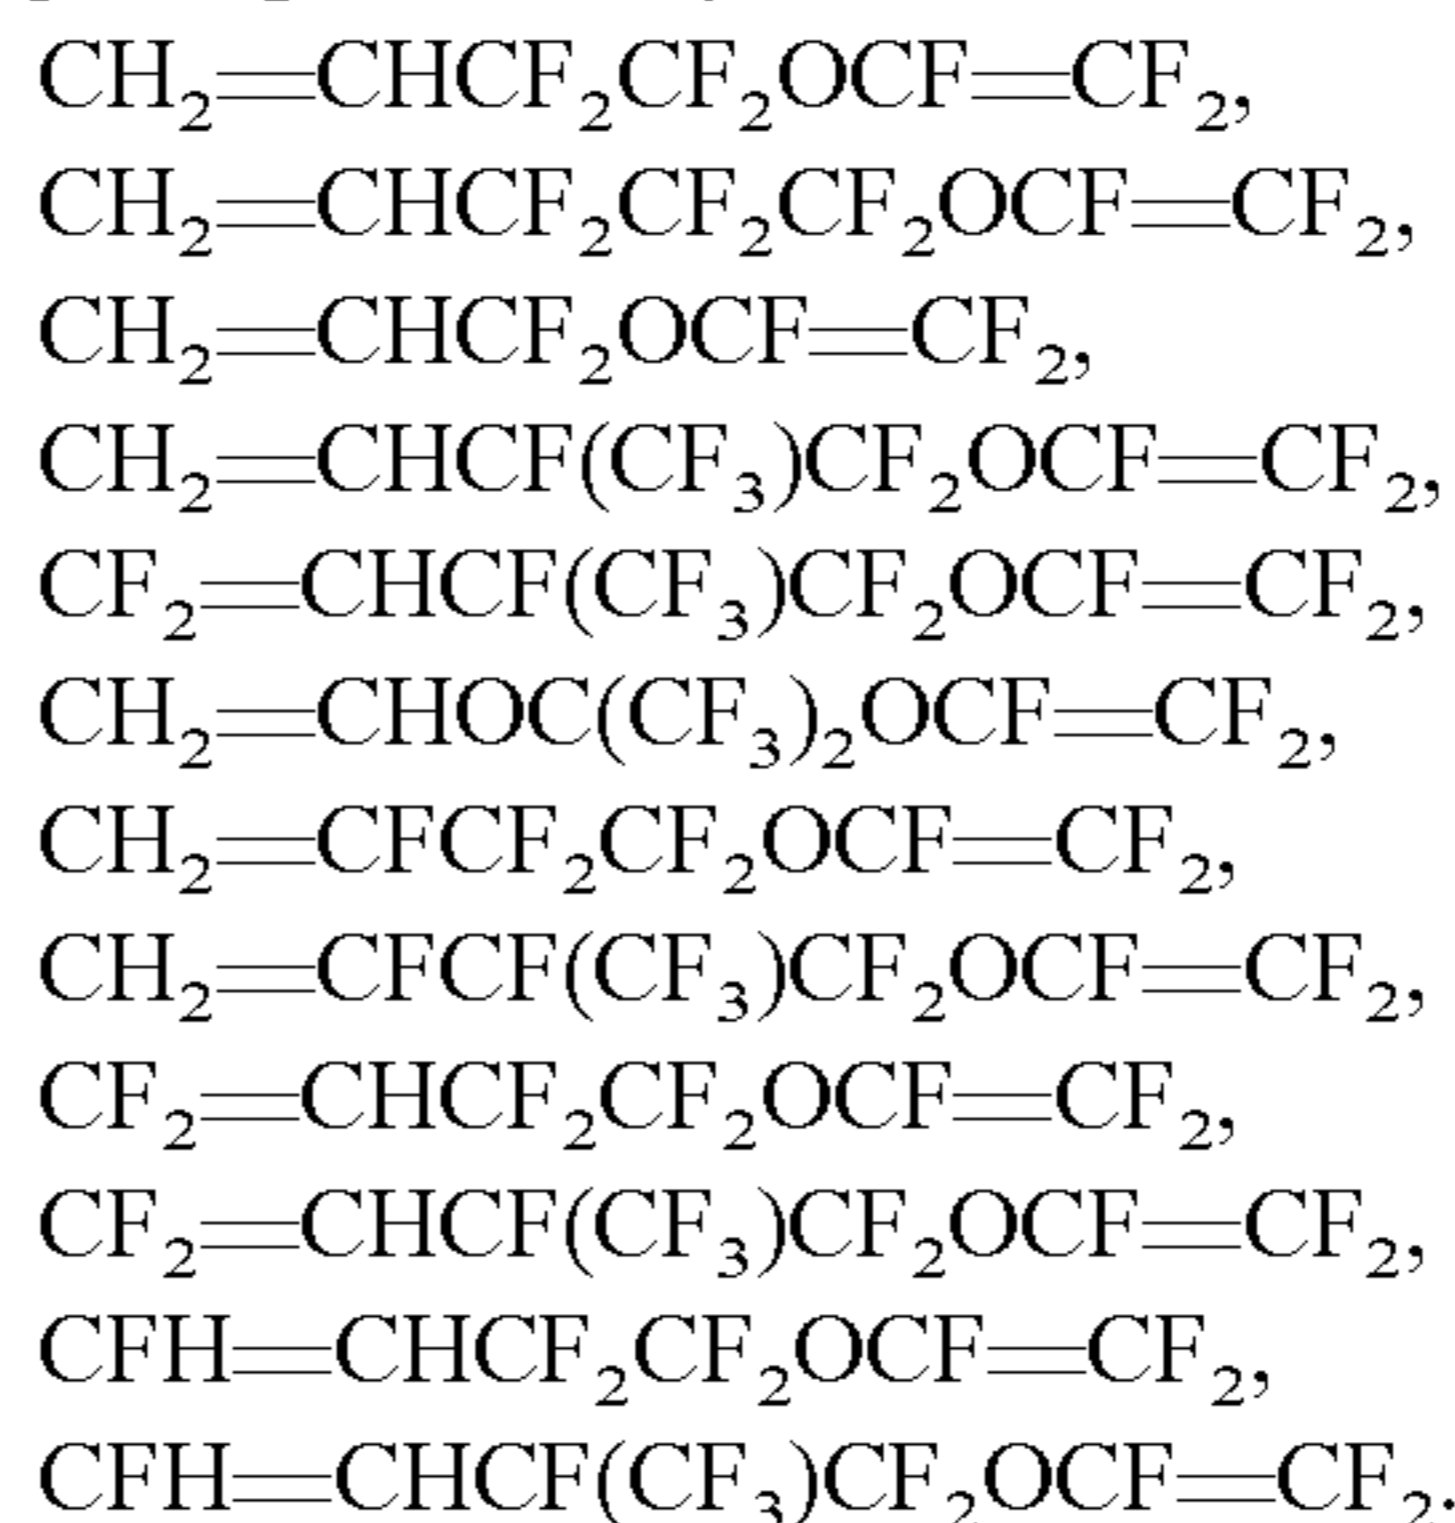 CH₂=CHCF₂CF₂OCF=CF₂,
CH₂=CHCF₂CF₂CF₂OCF=CF₂,
CH₂=CHCF₂OCF=CF₂,
CH₂=CHCF(CF₃)CF₂OCF=CF₂,
CF₂=CHCF(CF₃)CF₂OCF=CF₂,
CH₂=CHOC(CF₃)₂OCF=CF₂,
CH₂=CFCF₂CF₂OCF=CF₂,
CH₂=CFCF(CF₃)CF₂OCF=CF₂,
CF₂=CHCF₂CF₂OCF=CF₂,
CF₂=CHCF(CF₃)CF₂OCF=CF₂,
CFH=CHCF₂CF₂OCF=CF₂,
CFH=CHCF(CF₃)CF₂OCF=CF₂.